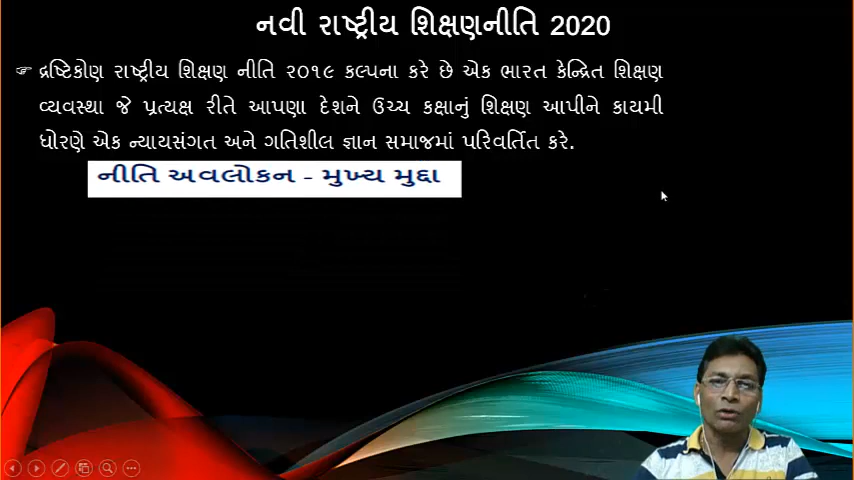 નવી રાષ્ટ્રીય શિક્ષણનીતિ 2020
☞ દ્રષ્ટિકોણ રાષ્ટ્રીય શિક્ષણ નીતિ ૨૦૧૯ કલ્પના કરે છે એક ભારત કેન્દ્રિત શિક્ષણ
વ્યવસ્થા જે પ્રત્યક્ષ રીતે આપણા દેશને ઉચ્ચ કક્ષાનું શિક્ષણ આપીને કાયમી
ધોરણે એક ન્યાયસંગત અને ગતિશીલ જ્ઞાન સમાજમાં પરિવર્તિત કરે.
નીતિ અવલોકન - મુખ્ય મુદ્દા